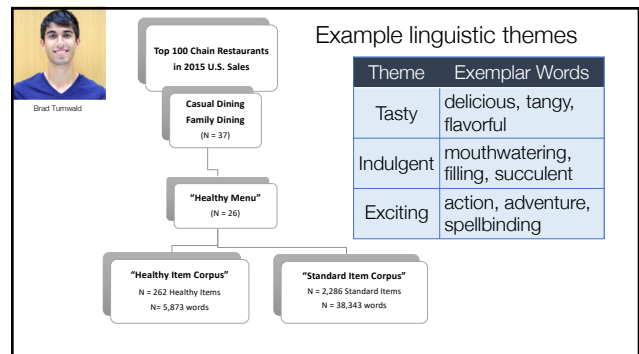 Brad Turnwald
Top 100 Chain Restaurants
in 2015 U.S. Sales
Casual Dining
Family Dining
(N = 37)
“Healthy Menu”
(N = 26)
“Healthy Item Corpus”
N = 262 Healthy Items
N= 5,873 words
“Standard Item Corpus”
N = 2,286 Standard Items
N = 38,343 words
Example linguistic themes
Theme Exemplar Words
Tasty delicious, tangy,
flavorful
Indulgent mouthwatering,
filling, succulent
Exciting action, adventure,
spellbinding